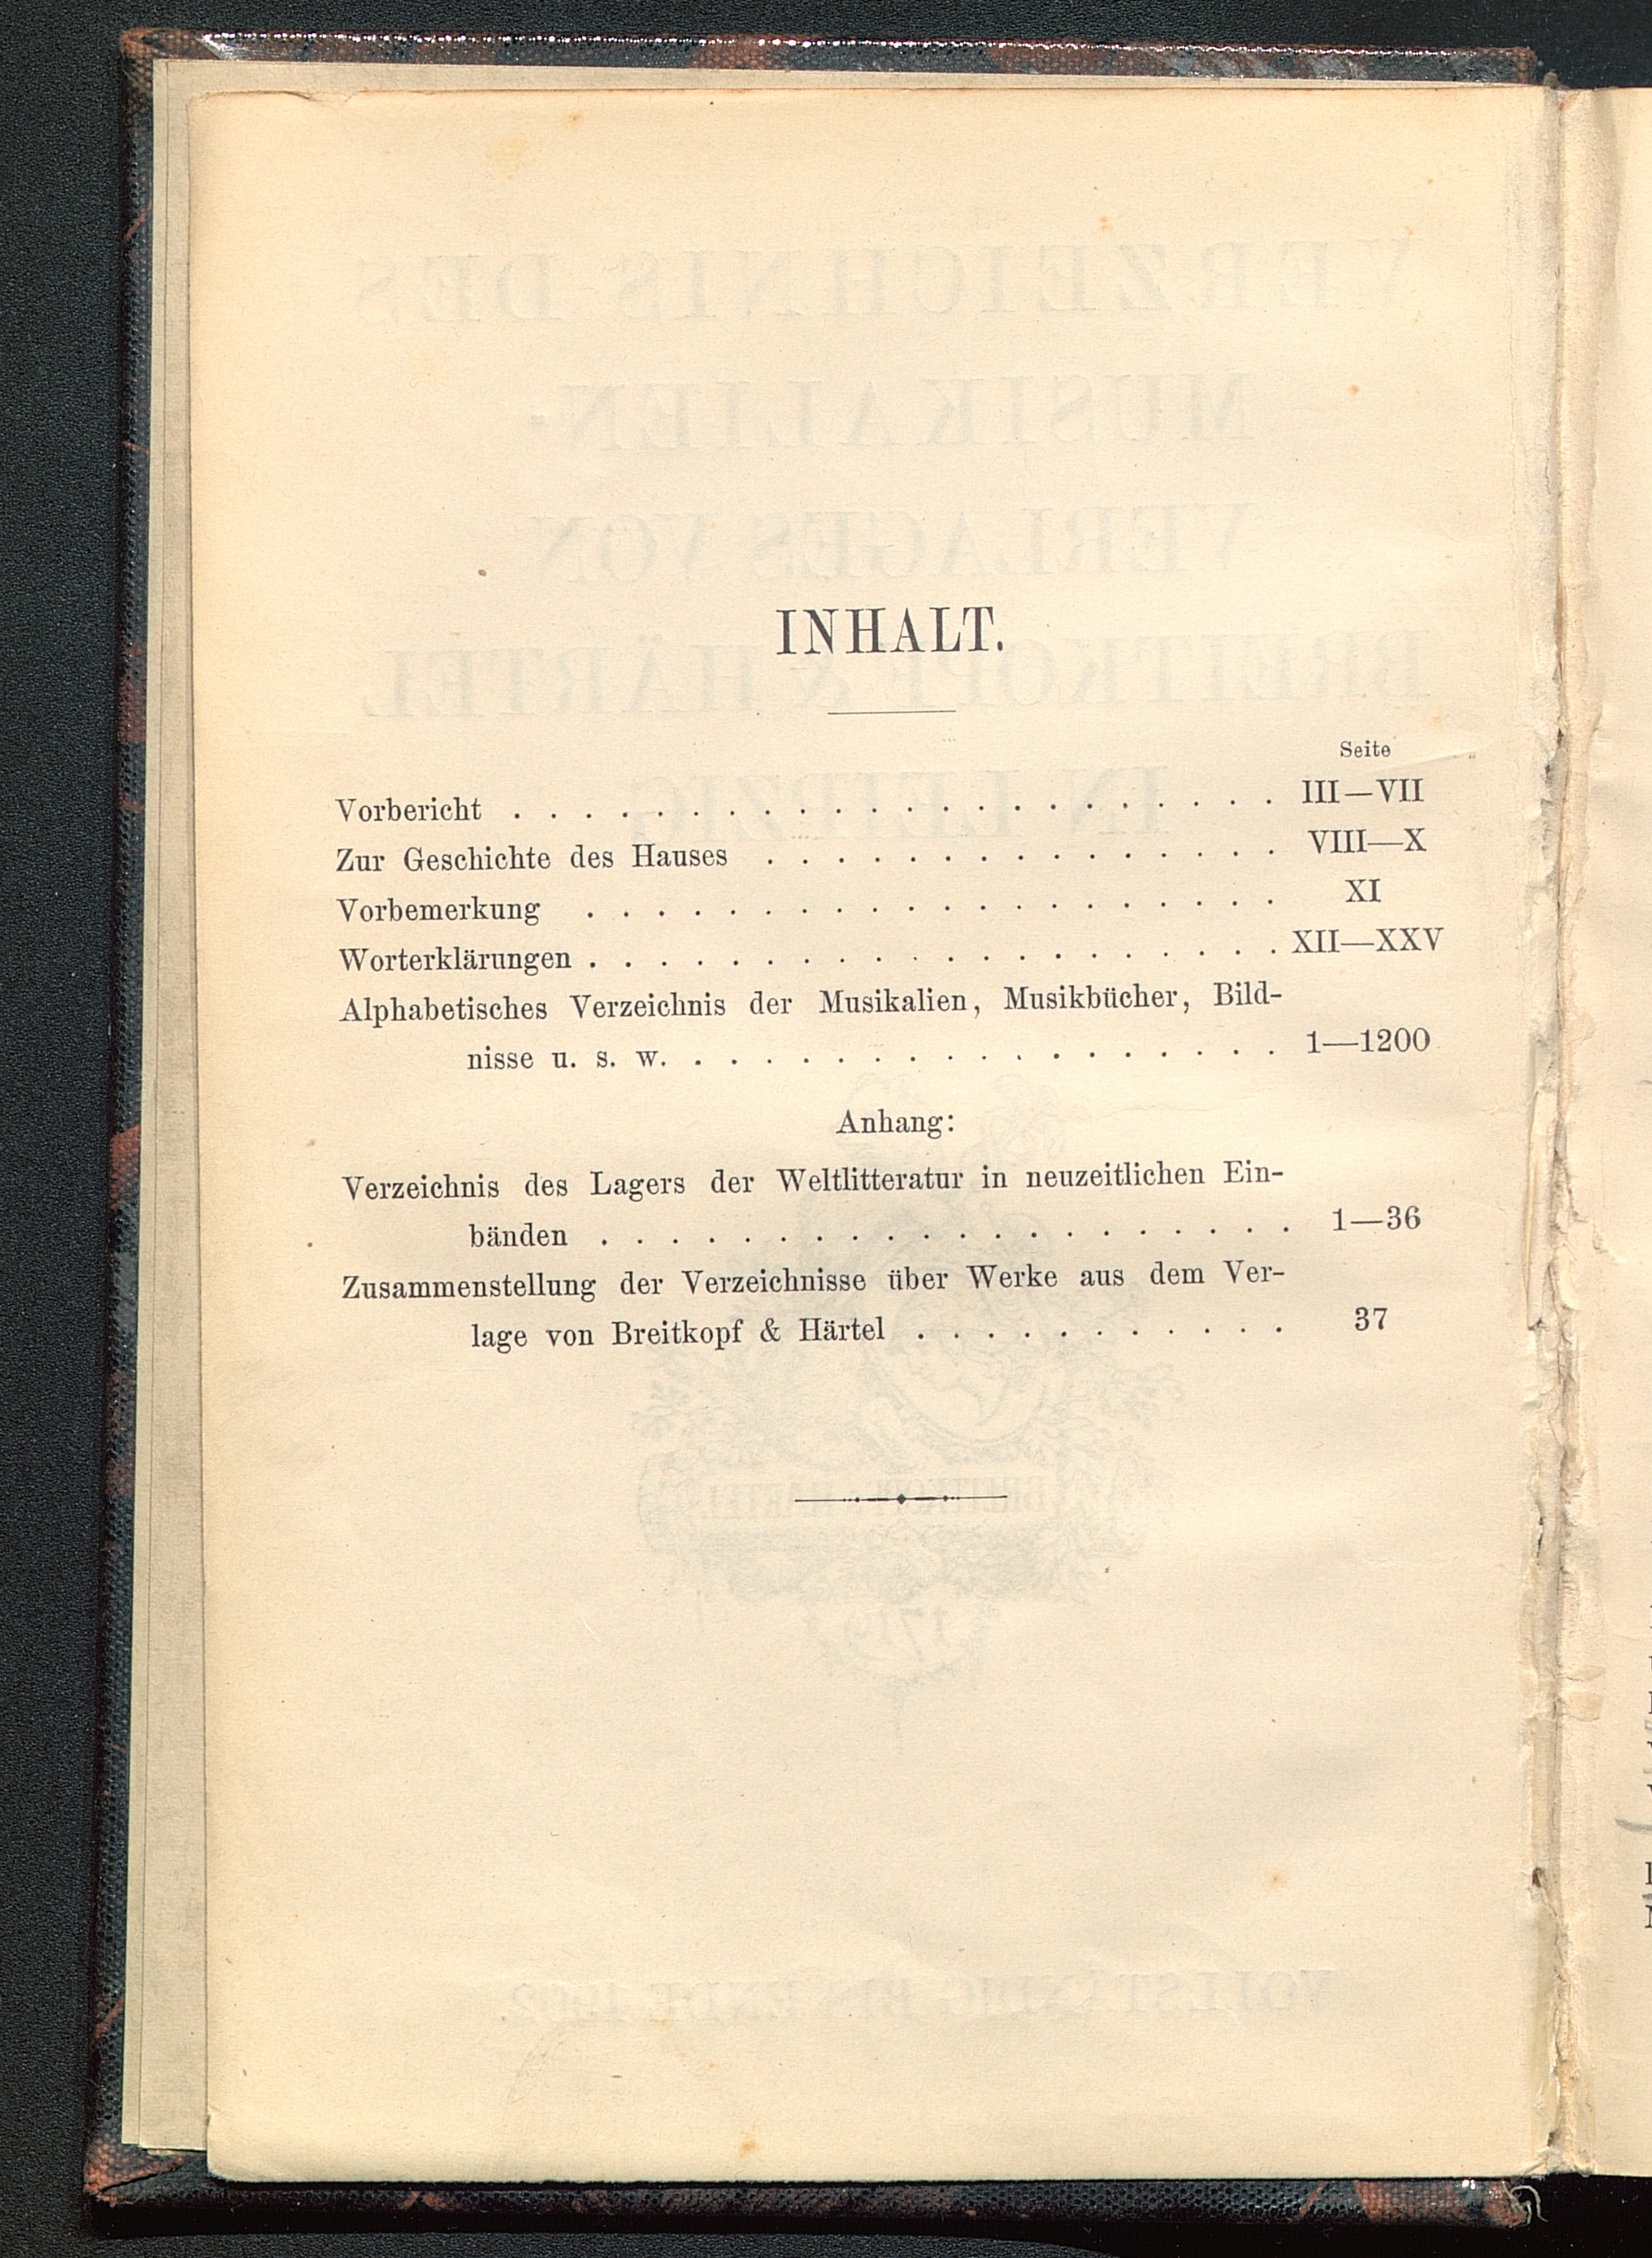 INHALT.
Seite
Vorbericht . . . . . . . . . . . . . . . . . . . . . . III—VII
Zur Geschichte des Hauses . . . . . . . . . . . . . . . VIII—X
Vorbemerkung . . . . . . . . . . . . . . . . . . . . XI
Worterklärungen . . . . . . . . . . . . . . . . . . . . XII—XXV
Alphabetisches Verzeichnis der Musikalien, Musikbücher, Bild-
nisse u. s. w. . . . . . . . . . . . . . . . . . . 1—1200
Anhang:
Verzeichnis des Lagers der Weltlitteratur in neuzeitlichen Ein-
bänden . . . . . . . . . . . . . . . . . . . . 1—36
Zusammenstellung der Verzeichnisse über Werke aus dem Ver-
lage von Breitkopf & Härtel . . . . . . . . . . . 37